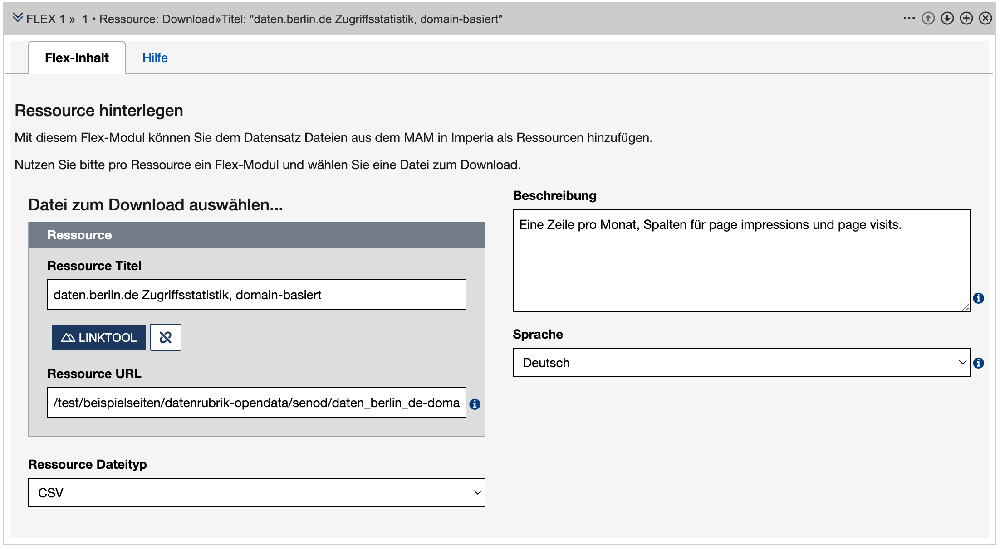 FLEX 1 »  1 • Ressource: Download»Titel: "daten.berlin.de Zugriffsstatistik, domain-basiert"
Flex-Inhalt
Hilfe
Ressource hinterlegen
Mit diesem Flex-Modul können Sie dem Datensatz Dateien aus dem MAM in Imperia als Ressourcen hinzufügen.
Nutzen Sie bitte pro Ressource ein Flex-Modul und wählen Sie eine Datei zum Download.
Datei zum Download auswählen...
Ressource
Ressource Titel
daten.berlin.de Zugriffsstatistik, domain-basiert
LINKTOOL
Ressource URL
/test/beispielseiten/datenrubrik-opendata/senod/daten_berlin_de-doma
Ressource Dateityp
CSV
Beschreibung
Eine Zeile pro Monat, Spalten für page impressions und page visits.
Sprache
Deutsch